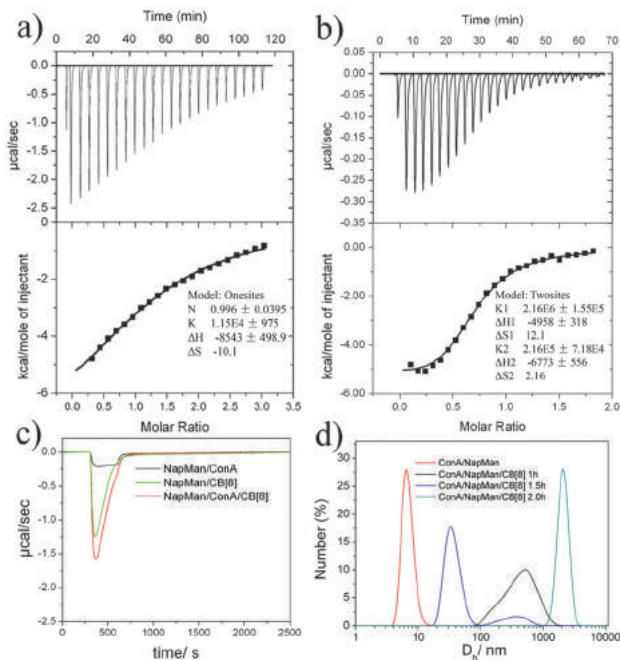 a)
Time (min)
0 20 40 60 80 100 120
0.0
-0.5
-1.0
-1.5
-2.0
-2.5
µcal/sec
0
-2
-4
-6
kcal/mole of injectant
Model: Onesites
N 0.996 ± 0.0395
K 1.15E4 ± 975
ΔH -8543 ± 498.9
ΔS -10.1
0.0 0.5 1.0 1.5 2.0 2.5 3.0 3.5
Molar Ratio
b)
Time (min)
0 10 20 30 40 50 60 70
0.05
0.00
-0.05
-0.10
-0.15
-0.20
-0.25
-0.30
-0.35
µcal/sec
0.00
-2.00
-4.00
-6.00
kcal/mole of injectant
Model: Twosites
K1 2.16E6 ± 1.55E5
ΔH1 -4958 ± 318
ΔS1 12.1
K2 2.16E5 ± 7.18E4
ΔH2 -6773 ± 556
ΔS2 2.16
0.0 0.5 1.0 1.5 2.0
Molar Ratio
c)
0.0
-0.5
-1.0
-1.5
-2.0
-2.5
µcal/sec
NapMan/ConA
NapMan/CB[8]
NapMan/ConA/CB[8]
0 500 1000 1500 2000 2500
time/ s
d)
30
25
20
15
10
5
0
Number (%)
ConA/NapMan
ConA/NapMan/CB[8] 1h
ConA/NapMan/CB[8] 1.5h
ConA/NapMan/CB[8] 2.0h
1 10 100 1000 10000
Dh/ nm